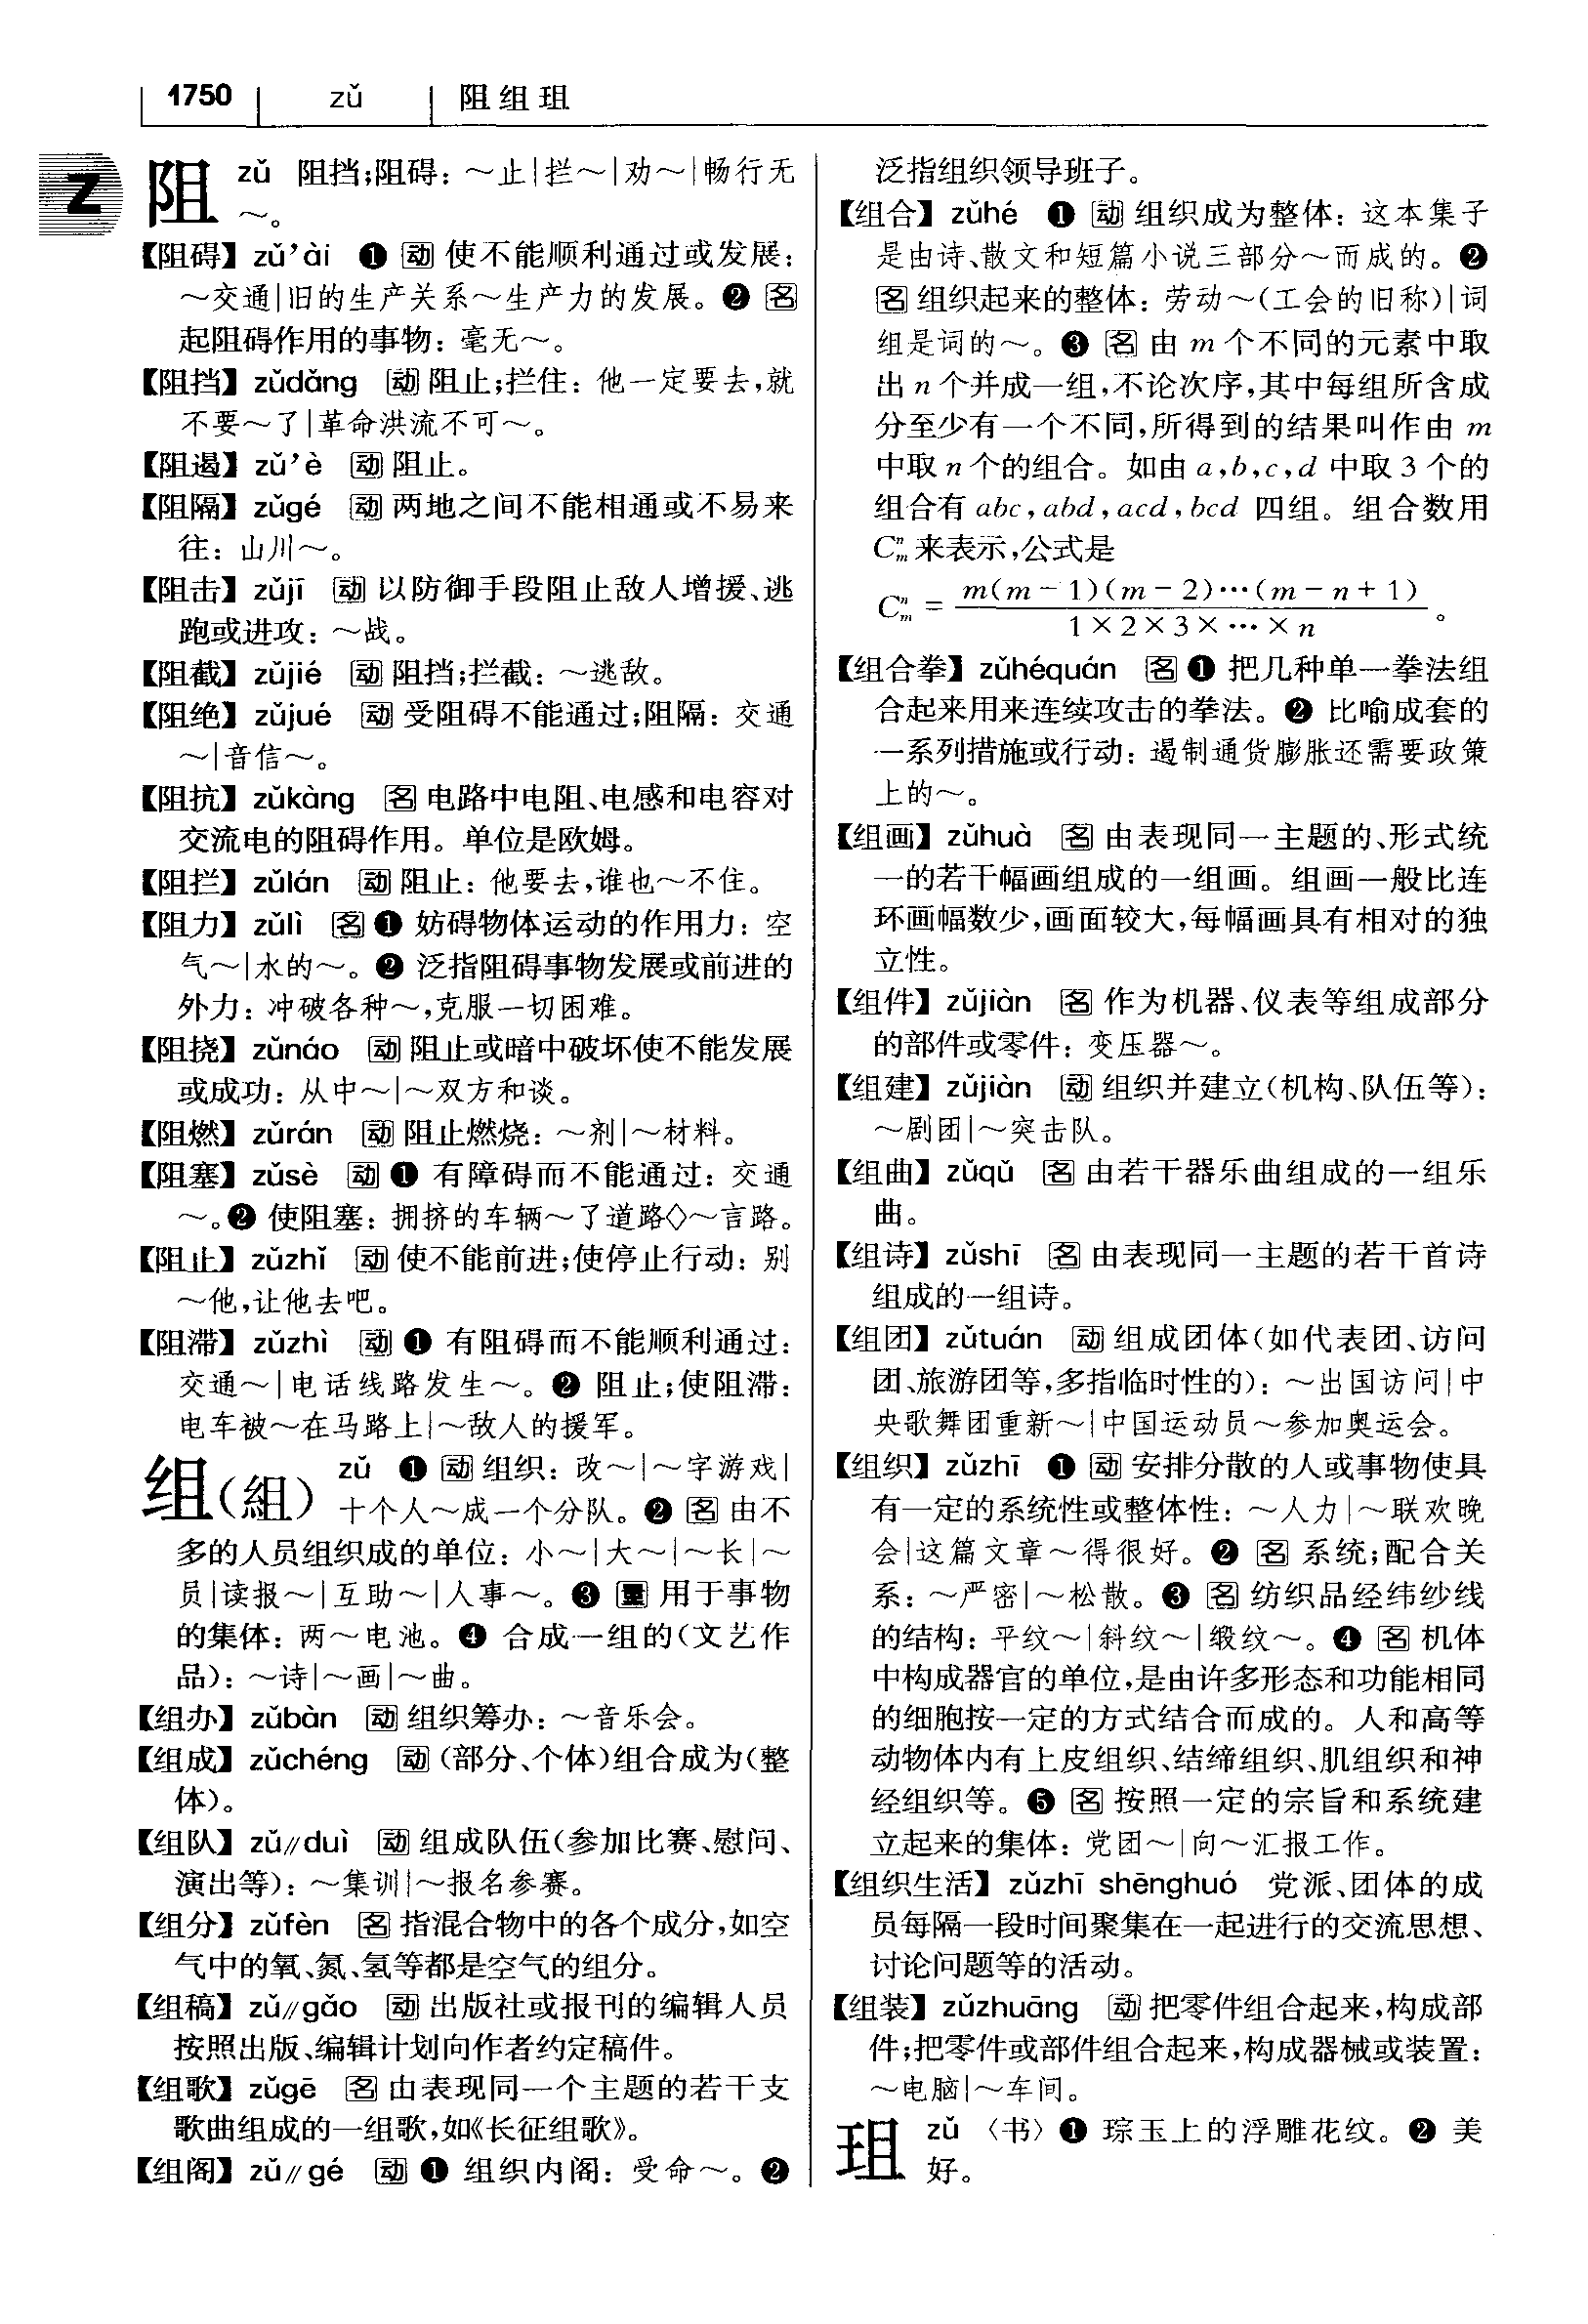 1750 zǔ 阻组珇
Z
阻 zǔ 阻挡;阻碍：～止|拦～|劝～|畅行无
～。
【阻碍】 zǔ'ài ❶ 动 使不能顺利通过或发展：
～交通|旧的生产关系～生产力的发展。❷ 名
起阻碍作用的事物：毫无～。
【阻挡】 zǔdǎng 动 阻止;拦住：他一定要去,就
不要～了|革命洪流不可～。
【阻遏】 zǔ'è 动 阻止。
【阻隔】 zǔgé 动 两地之间不能相通或不易来
往：山川～。
【阻击】 zǔjī 动 以防御手段阻止敌人增援、逃
跑或进攻：～战。
【阻截】 zǔjié 动 阻挡;拦截：～逃敌。
【阻绝】 zǔjué 动 受阻碍不能通过;阻隔：交通
～|音信～。
【阻抗】 zǔkàng 名 电路中电阻、电感和电容对
交流电的阻碍作用。单位是欧姆。
【阻拦】 zǔlán 动 阻止：他要去,谁也～不住。
【阻力】 zǔlì 名 ❶ 妨碍物体运动的作用力：空
气～|水的～。❷ 泛指阻碍事物发展或前进的
外力：冲破各种～,克服一切困难。
【阻挠】 zǔnáo 动 阻止或暗中破坏使不能发展
或成功：从中～|～双方和谈。
【阻燃】 zǔrán 动 阻止燃烧：～剂|～材料。
【阻塞】 zǔsè 动 ❶ 有障碍而不能通过：交通
～。❷ 使阻塞：拥挤的车辆～了道路◇～言路。
【阻止】 zǔzhǐ 动 使不能前进;使停止行动：别
～他,让他去吧。
【阻滞】 zǔzhì 动 ❶ 有阻碍而不能顺利通过：
交通～|电话线路发生～。❷ 阻止;使阻滞：
电车被～在马路上|～敌人的援军。
组(組) zǔ ❶ 动 组织：改～|～字游戏|
十个人～成一个分队。❷ 名 由不
多的人员组织成的单位：小～|大～|～长|～
员|读报～|互助～|人事～。❸ 量 用于事物
的集体：两～电池。❹ 合成一组的(文艺作
品)：～诗|～画|～曲。
【组办】 zǔbàn 动 组织筹办：～音乐会。
【组成】 zǔchéng 动 (部分、个体)组合成为(整
体)。
【组队】 zǔ//duì 动 组成队伍(参加比赛、慰问、
演出等)：～集训|～报名参赛。
【组分】 zǔfèn 名 指混合物中的各个成分,如空
气中的氧、氮、氢等都是空气的组分。
【组稿】 zǔ//gǎo 动 出版社或报刊的编辑人员
按照出版、编辑计划向作者约定稿件。
【组歌】 zǔgē 名 由表现同一个主题的若干支
歌曲组成的一组歌,如《长征组歌》。
【组阁】 zǔ//gé 动 ❶ 组织内阁：受命～。❷
泛指组织领导班子。
【组合】 zǔhé ❶ 动 组织成为整体：这本集子
是由诗、散文和短篇小说三部分～而成的。❷
名 组织起来的整体：劳动～(工会的旧称)|词
组是词的～。❸ 名 由 m 个不同的元素中取
出 n 个并成一组,不论次序,其中每组所含成
分至少有一个不同,所得到的结果叫作由 m
中取 n 个的组合。如由 a,b,c,d 中取 3 个的
组合有 abc,abd,acd,bcd 四组。组合数用
Cₘⁿ 来表示,公式是
Cₘⁿ = m(m－1)(m－2)…(m－n＋1) / 1×2×3×…×n 。
【组合拳】 zǔhéquán 名 ❶ 把几种单一拳法组
合起来用来连续攻击的拳法。❷ 比喻成套的
一系列措施或行动：遏制通货膨胀还需要政策
上的～。
【组画】 zǔhuà 名 由表现同一主题的、形式统
一的若干幅画组成的一组画。组画一般比连
环画幅数少,画面较大,每幅画具有相对的独
立性。
【组件】 zǔjiàn 名 作为机器、仪表等组成部分
的部件或零件：变压器～。
【组建】 zǔjiàn 动 组织并建立(机构、队伍等)：
～剧团|～突击队。
【组曲】 zǔqǔ 名 由若干器乐曲组成的一组乐
曲。
【组诗】 zǔshī 名 由表现同一主题的若干首诗
组成的一组诗。
【组团】 zǔtuán 动 组成团体(如代表团、访问
团、旅游团等,多指临时性的)：～出国访问|中
央歌舞团重新～|中国运动员～参加奥运会。
【组织】 zǔzhī ❶ 动 安排分散的人或事物使具
有一定的系统性或整体性：～人力|～联欢晚
会|这篇文章～得很好。❷ 名 系统;配合关
系：～严密|～松散。❸ 名 纺织品经纬纱线
的结构：平纹～|斜纹～|缎纹～。❹ 名 机体
中构成器官的单位,是由许多形态和功能相同
的细胞按一定的方式结合而成的。人和高等
动物体内有上皮组织、结缔组织、肌组织和神
经组织等。❺ 名 按照一定的宗旨和系统建
立起来的集体：党团～|向～汇报工作。
【组织生活】 zǔzhī shēnghuó 党派、团体的成
员每隔一段时间聚集在一起进行的交流思想、
讨论问题等的活动。
【组装】 zǔzhuāng 动 把零件组合起来,构成部
件;把零件或部件组合起来,构成器械或装置：
～电脑|～车间。
珇 zǔ 〈书〉❶ 琮玉上的浮雕花纹。❷ 美
好。